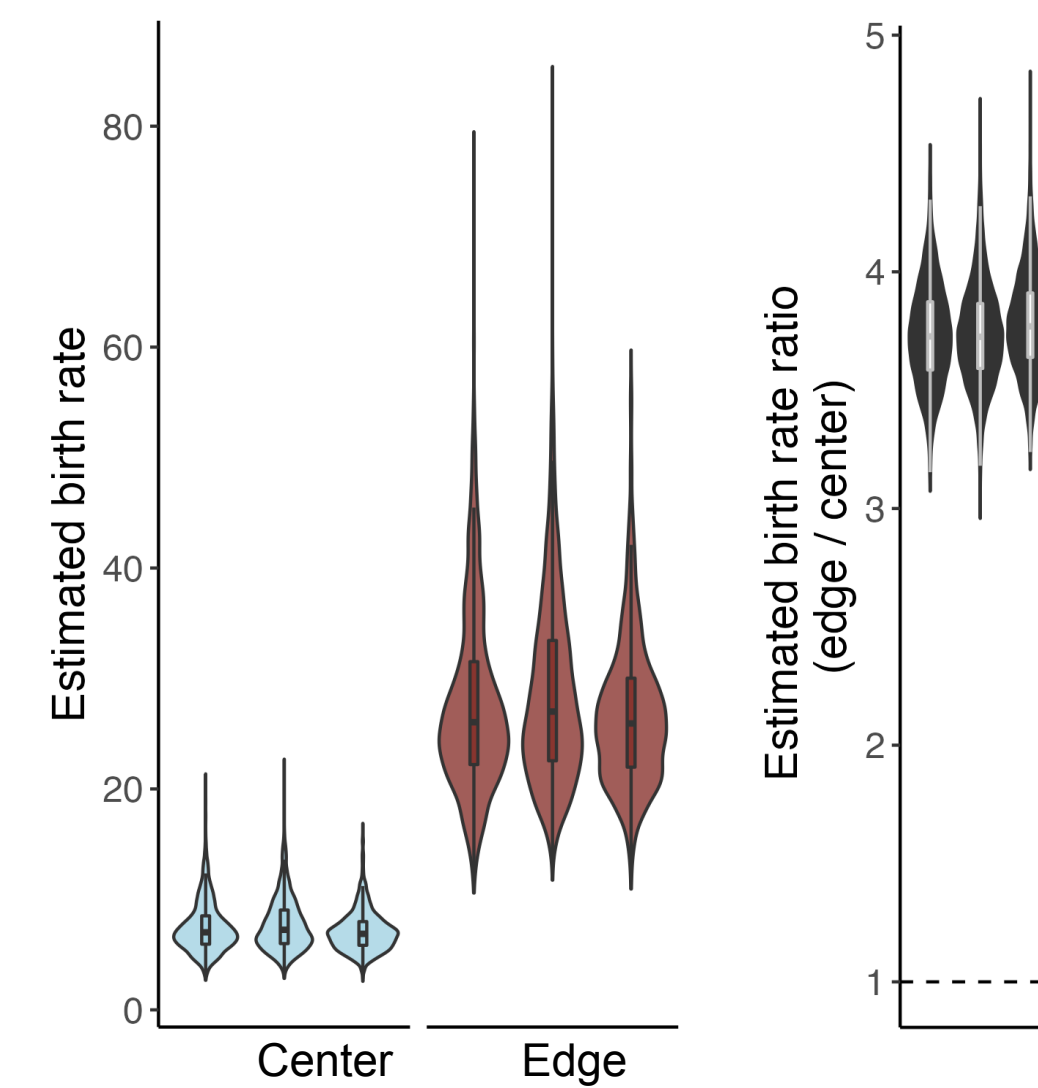 Estimated birth rate
80
60
40
20
0
Center
Edge
Estimated birth rate ratio
(edge / center)
5
4
3
2
1